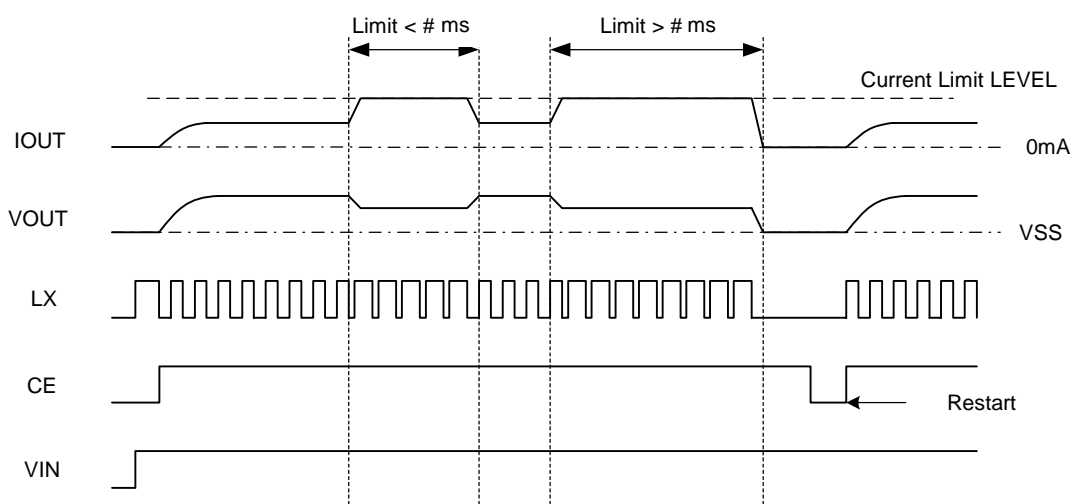 Limit < # ms
Limit > # ms
Current Limit LEVEL
IOUT
0mA
VOUT
VSS
LX
CE
Restart
VIN